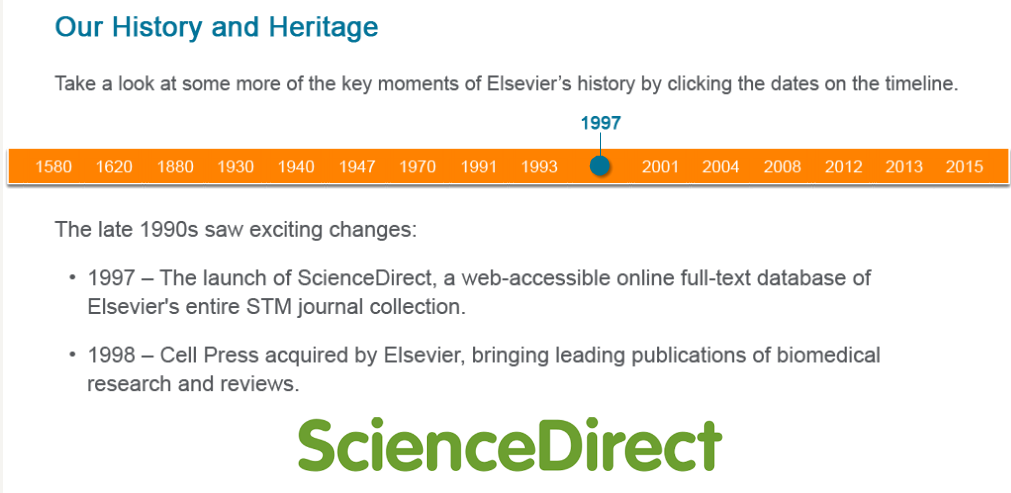 Our History and Heritage
Take a look at some more of the key moments of Elsevier’s history by clicking the dates on the timeline.
1997
1580 1620 1880 1930 1940 1947 1970 1991 1993 2001 2004 2008 2012 2013 2015
The late 1990s saw exciting changes:
• 1997 – The launch of ScienceDirect, a web-accessible online full-text database of
Elsevier's entire STM journal collection.
• 1998 – Cell Press acquired by Elsevier, bringing leading publications of biomedical
research and reviews.
ScienceDirect